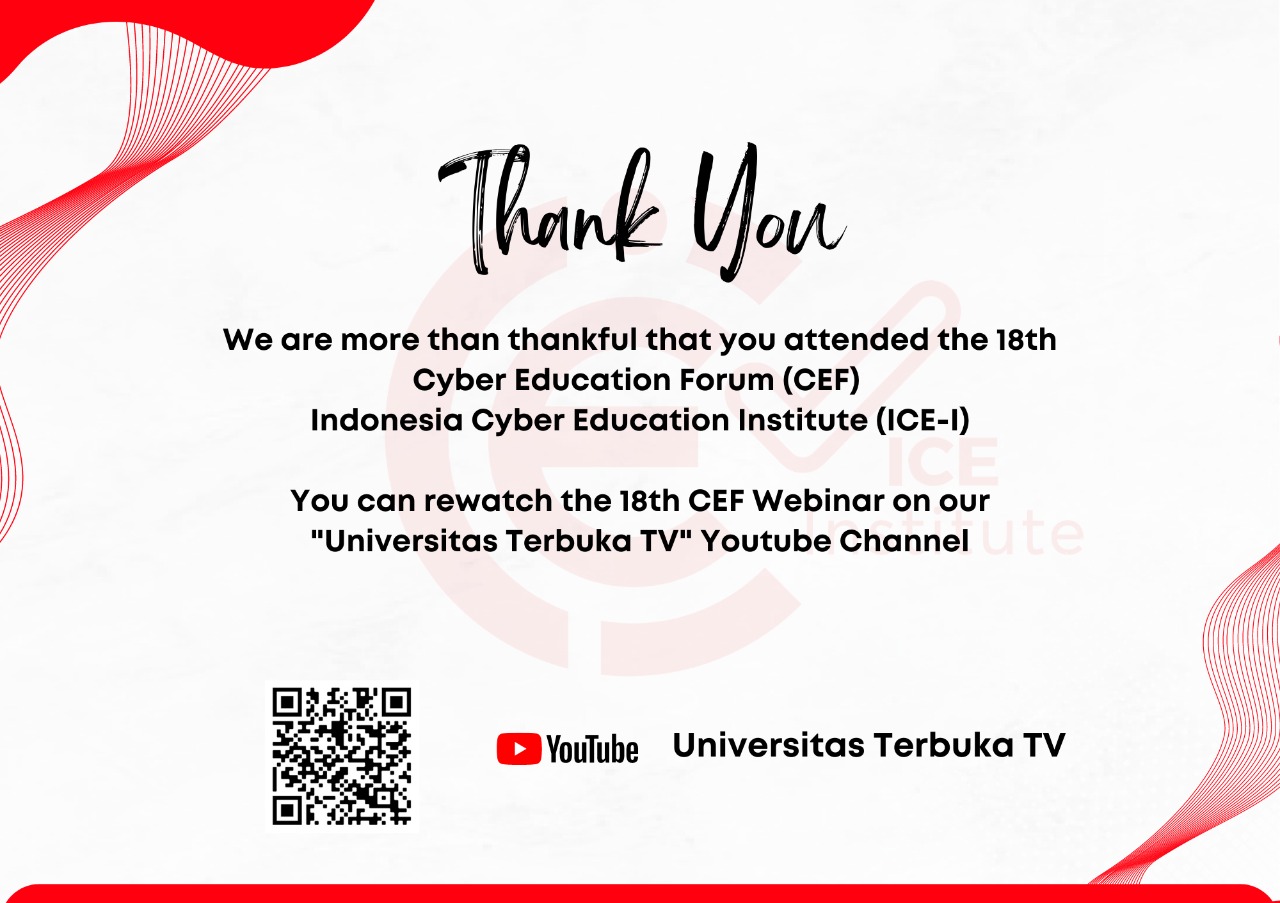 Thank You
We are more than thankful that you attended the 18th
Cyber Education Forum (CEF)
Indonesia Cyber Education Institute (ICE-I)
ICE
You can rewatch the 18th CEF Webinar on our
Institute
"Universitas Terbuka TV" Youtube Channel
YouTube
Universitas Terbuka TV